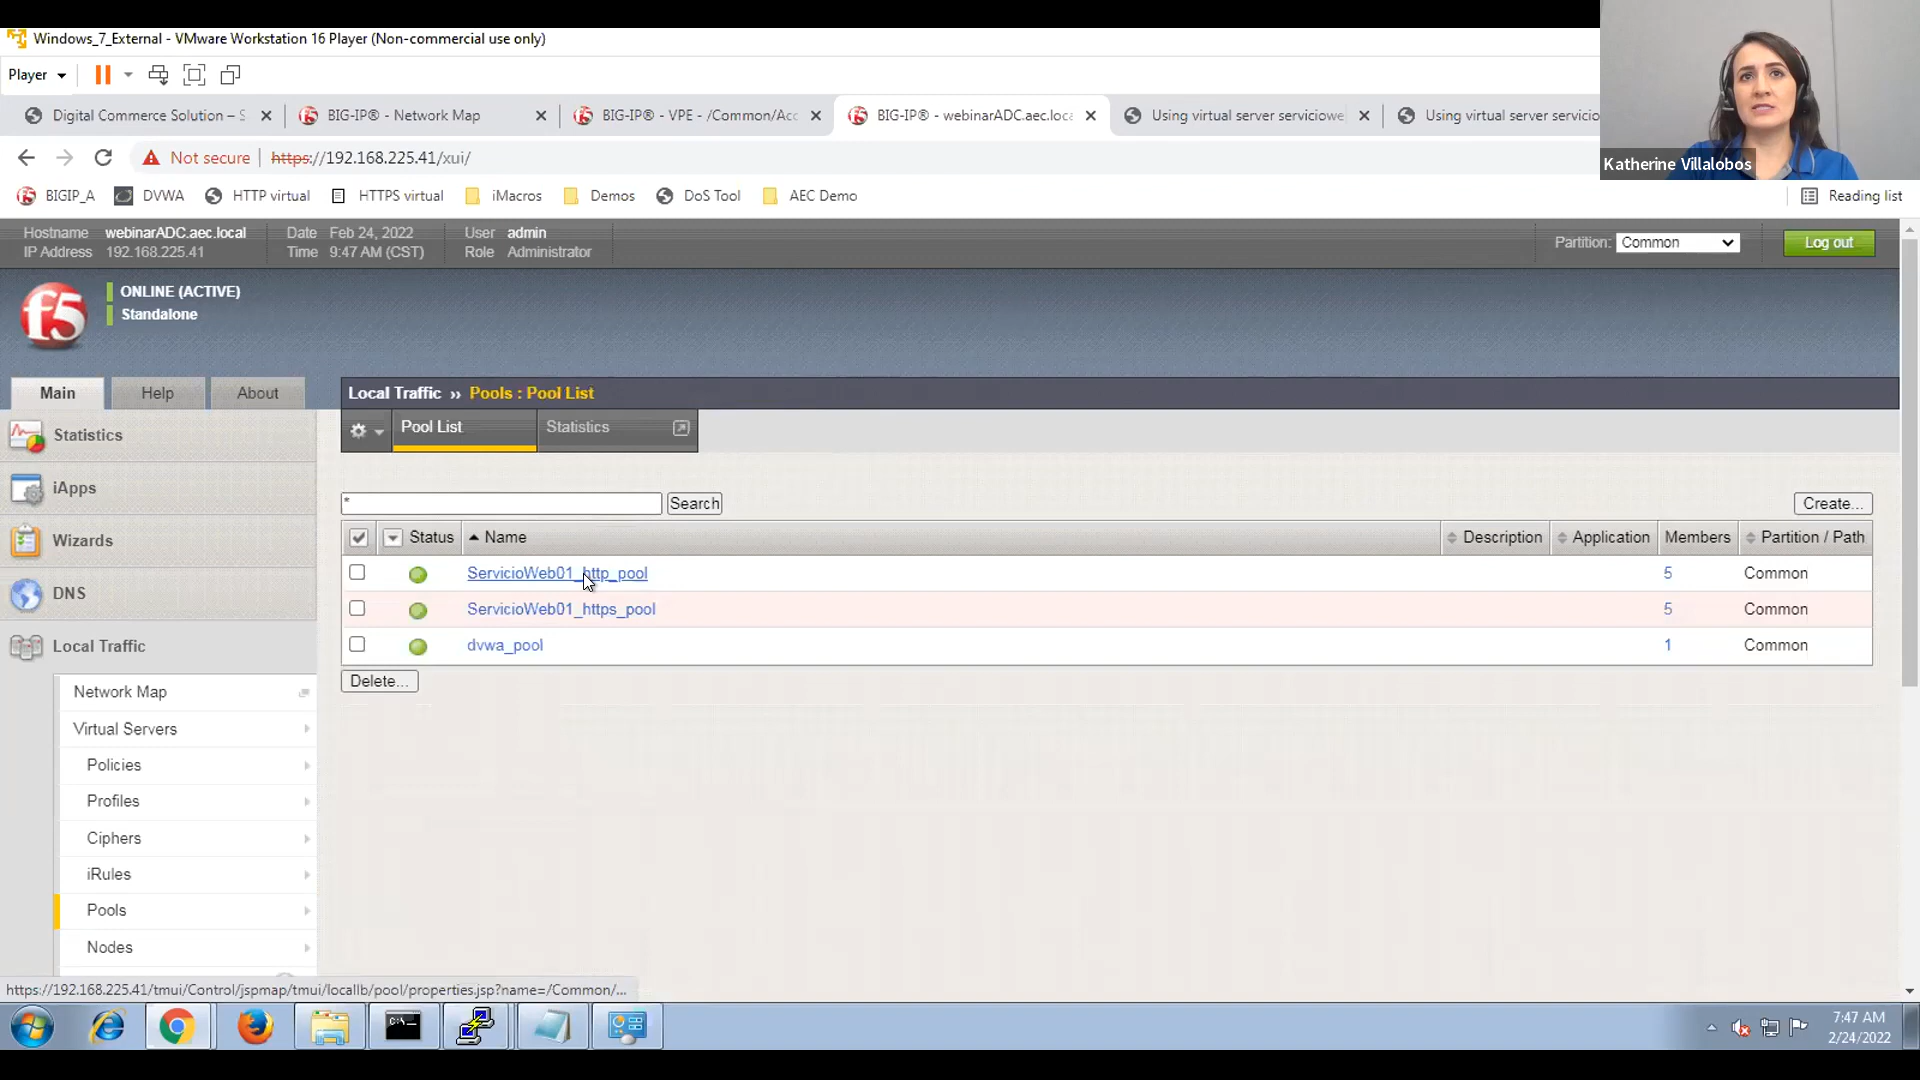 Windows_7_External - VMware Workstation 16 Player (Non-commercial use only)
Player
Digital Commerce Solution – S
BIG-IP® - Network Map
BIG-IP® - VPE - /Common/Acc
BIG-IP® - webinarADC.aec.loca
Using virtual server serviciowe
Using virtual server servicio
Katherine Villalobos
Not secure
https://192.168.225.41/xui/
BIGIP_A
DVWA
HTTP virtual
HTTPS virtual
iMacros
Demos
DoS Tool
AEC Demo
Reading list
Hostname webinarADC.aec.local
IP Address 192.168.225.41
Date Feb 24, 2022
Time 9:47 AM (CST)
User admin
Role Administrator
Partition: Common
Log out
f5
ONLINE (ACTIVE)
Standalone
Main
Help
About
Local Traffic ›› Pools : Pool List
Pool List
Statistics
Statistics
iApps
Wizards
DNS
Local Traffic
Network Map
Virtual Servers
Policies
Profiles
Ciphers
iRules
Pools
Nodes
*
Search
Create...
Status Name Description Application Members Partition / Path
ServicioWeb01_http_pool 5 Common
ServicioWeb01_https_pool 5 Common
dvwa_pool 1 Common
Delete...
https://192.168.225.41/tmui/Control/jspmap/tmui/locallb/pool/properties.jsp?name=/Common/...
7:47 AM
2/24/2022